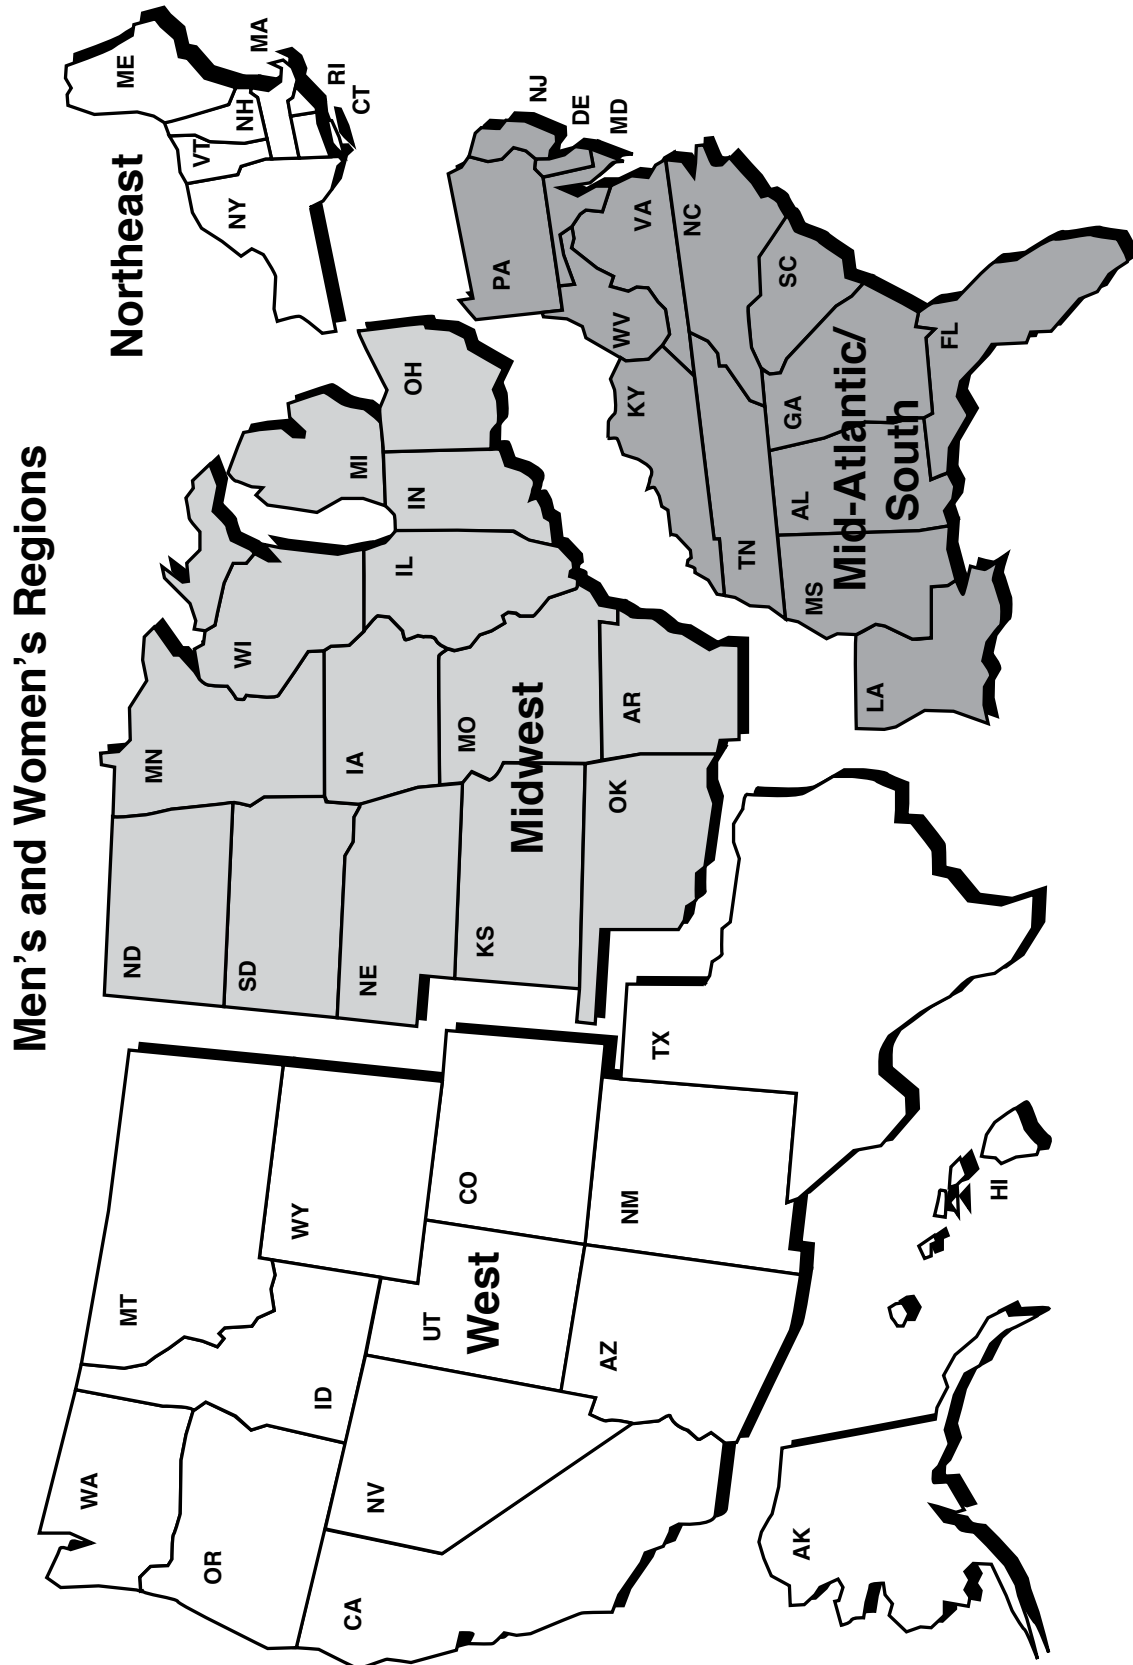 Men's and Women's Regions
Northeast
ME
VT
NH
MA
NY
RI
CT
Midwest
ND
MN
SD
WI
MI
NE
IA
IL
IN
OH
KS
MO
OK
AR
Mid-Atlantic/
South
PA
NJ
DE
MD
WV
VA
KY
NC
TN
SC
MS
AL
GA
FL
LA
West
WA
MT
OR
ID
WY
NV
UT
CO
CA
AZ
NM
TX
AK
HI